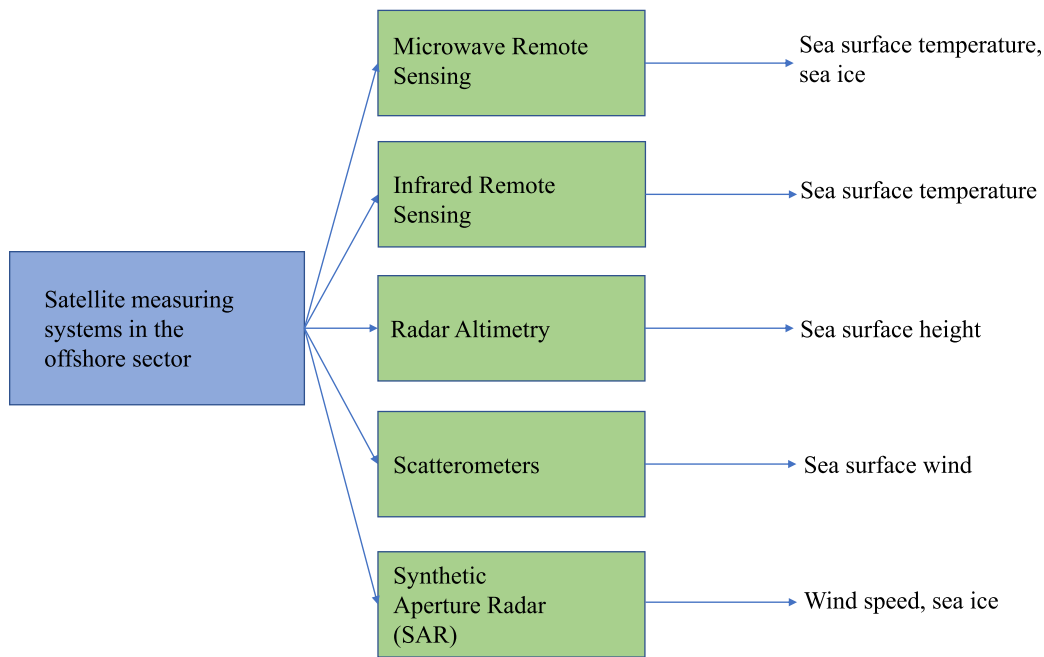 Microwave Remote
Sensing
Sea surface temperature,
sea ice
Infrared Remote
Sensing
Sea surface temperature
Satellite measuring
systems in the
offshore sector
Radar Altimetry
Sea surface height
Scatterometers
Sea surface wind
Synthetic
Aperture Radar
(SAR)
Wind speed, sea ice